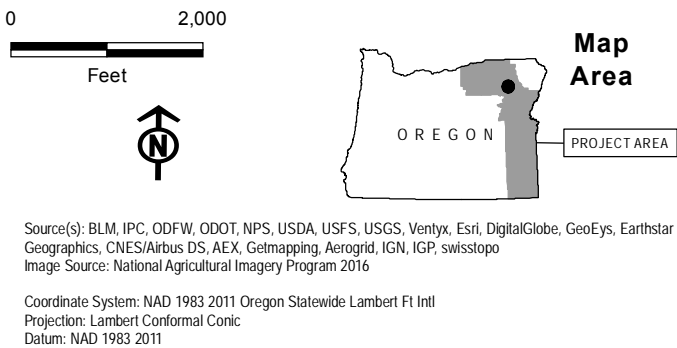 0 2,000
Feet
N
Map
Area
OREGON
PROJECT AREA
Source(s): BLM, IPC, ODFW, ODOT, NPS, USDA, USFS, USGS, Ventyx, Esri, DigitalGlobe, GeoEye, Earthstar
Geographics, CNES/Airbus DS, AEX, Getmapping, Aerogrid, IGN, IGP, swisstopo
Image Source: National Agricultural Imagery Program 2016
Coordinate System: NAD 1983 2011 Oregon Statewide Lambert Ft Intl
Projection: Lambert Conformal Conic
Datum: NAD 1983 2011